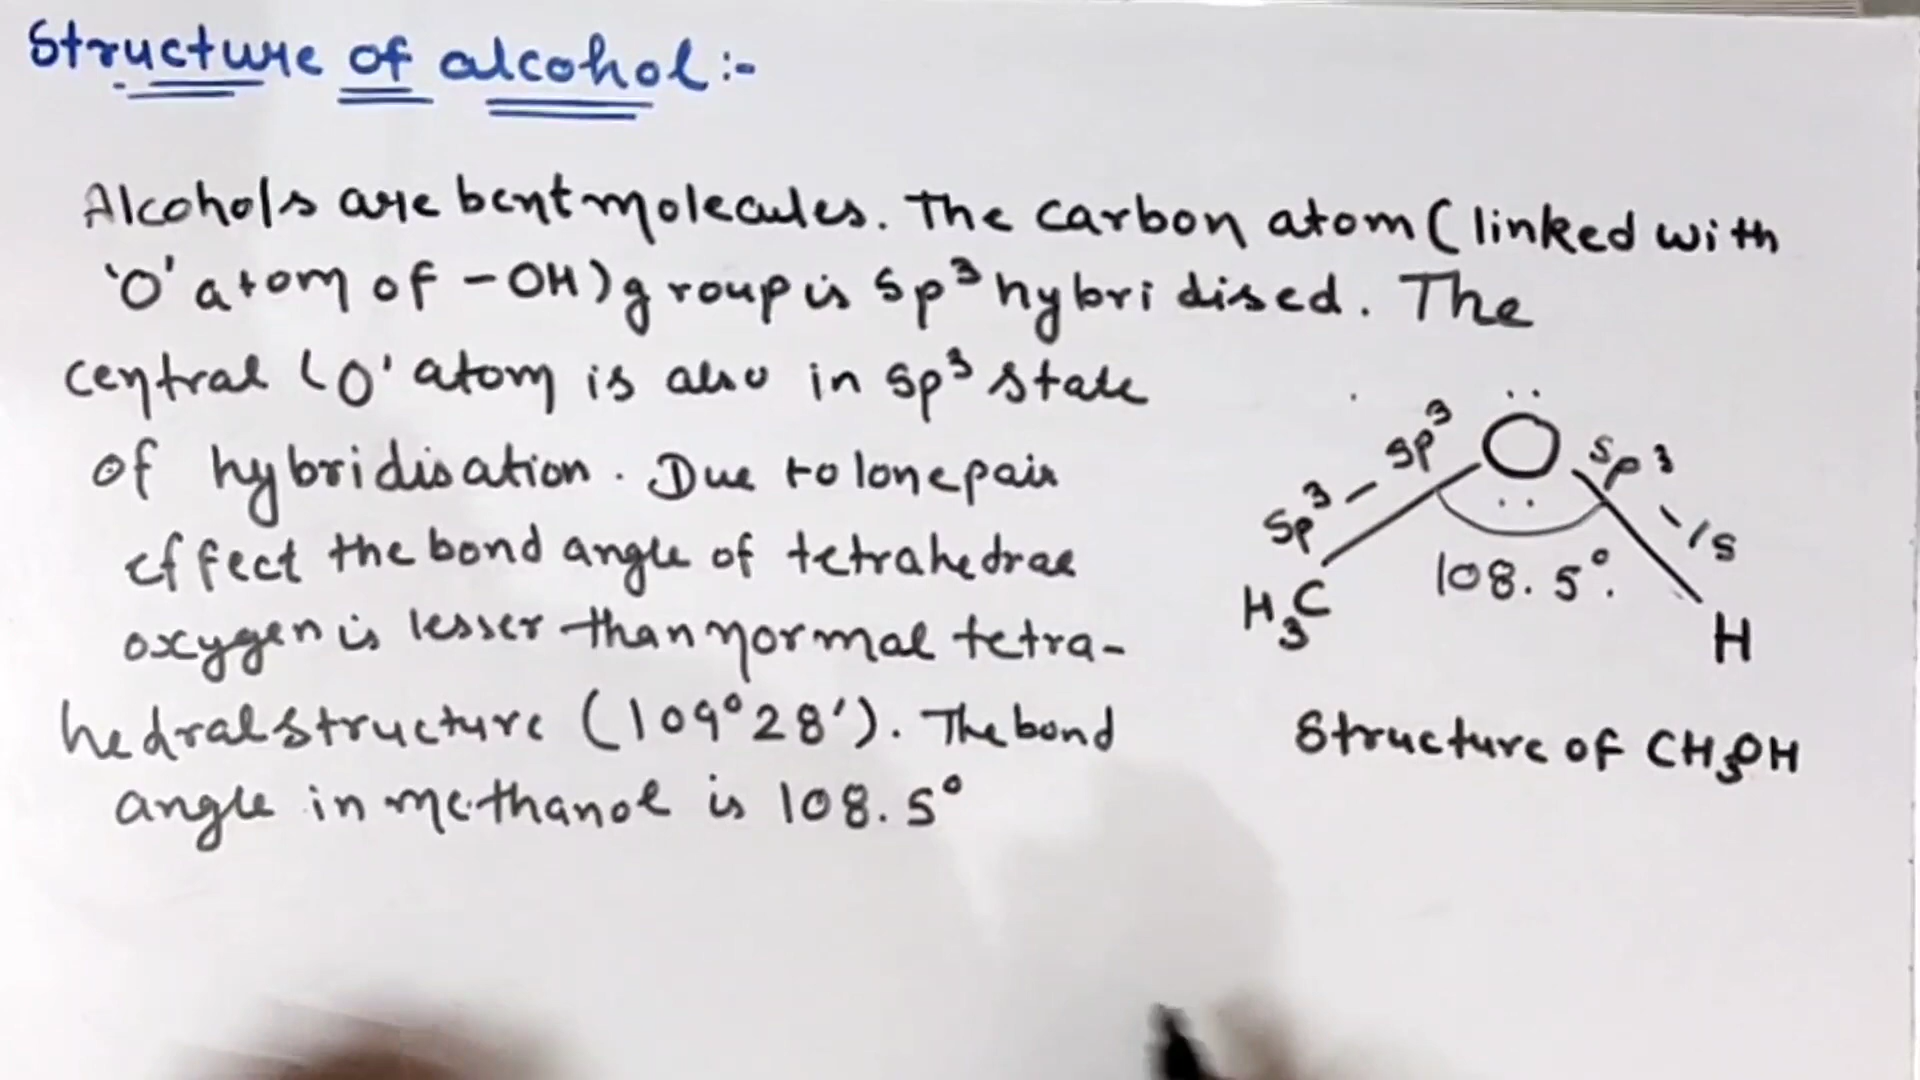 Structure of alcohol:-
Alcohols are bent molecules. The carbon atom (linked with
'O' atom of -OH) group is sp³ hybridised. The
central 'O' atom is also in sp³ state
of hybridisation. Due to lone pair
effect the bond angle of tetrahedral
oxygen is lesser than normal tetra-
hedral structure (109°28'). The bond
angle in methanol is 108.5°
sp³ - sp³ O sp³ - 1s
108.5°.
H₃C H
Structure of CH₃OH